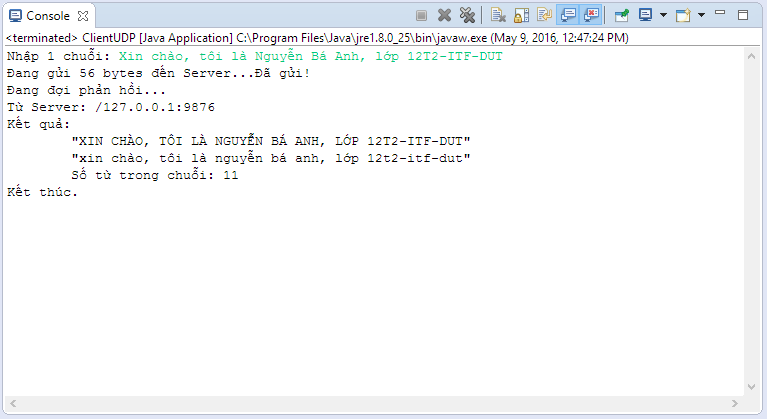 Console
<terminated> ClientUDP [Java Application] C:\Program Files\Java\jre1.8.0_25\bin\javaw.exe (May 9, 2016, 12:47:24 PM)
Nhập 1 chuỗi: Xin chào, tôi là Nguyễn Bá Anh, lớp 12T2-ITF-DUT
Đang gửi 56 bytes đến Server...Đã gửi!
Đang đợi phản hồi...
Từ Server: /127.0.0.1:9876
Kết quả:
"XIN CHÀO, TÔI LÀ NGUYỄN BÁ ANH, LỚP 12T2-ITF-DUT"
"xin chào, tôi là nguyễn bá anh, lớp 12t2-itf-dut"
Số từ trong chuỗi: 11
Kết thúc.